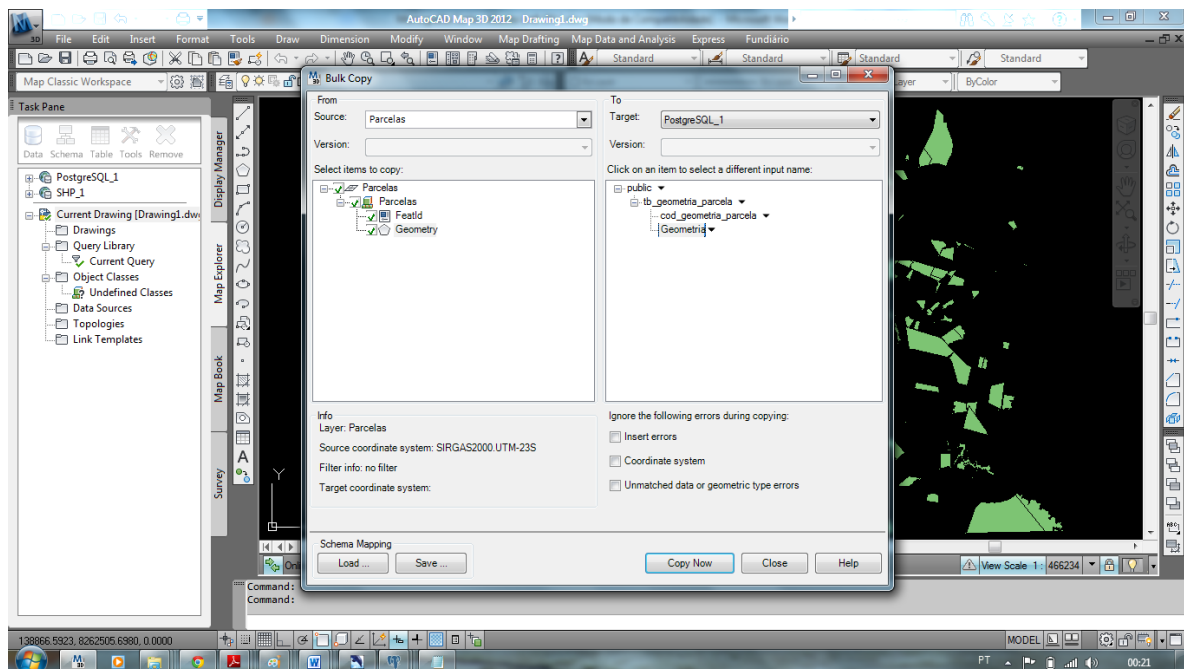 AutoCAD Map 3D 2012 Drawing1.dwg
3D File Edit Insert Format Tools Draw Dimension Modify Window Map Drafting Map Data and Analysis Express Fundiário
Standard Standard Standard Standard
Map Classic Workspace
Layer ByColor
Task Pane
Data Schema Table Tools Remove
PostgreSQL_1
SHP_1
Current Drawing [Drawing1.dw
Drawings
Query Library
Current Query
Object Classes
Undefined Classes
Data Sources
Topologies
Link Templates
Display Manager
Map Explorer
Map Book
Survey
Bulk Copy
From
Source: Parcelas
Version:
Select items to copy:
Parcelas
Parcelas
FeatId
Geometry
To
Target: PostgreSQL_1
Version:
Click on an item to select a different input name:
public
tb_geometria_parcela
cod_geometria_parcela
Geometria
Info
Layer: Parcelas
Source coordinate system: SIRGAS2000.UTM-23S
Filter info: no filter
Target coordinate system:
Ignore the following errors during copying:
Insert errors
Coordinate system
Unmatched data or geometric type errors
Schema Mapping
Load ... Save ... Copy Now Close Help
Y
A
ABC
Onl
View Scale 1 : 466234
Command:
Command:
138866.5923, 8262505.6980, 0.0000
MODEL
PT 00:21